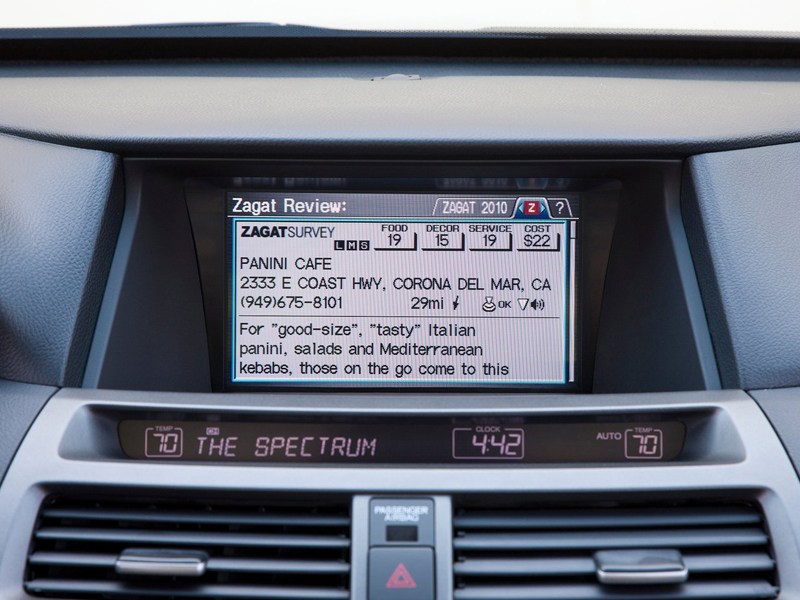 Zagat Review:
ZAGAT 2010 Z ?
ZAGATSURVEY
L M S
FOOD 19
DECOR 15
SERVICE 19
COST $22
PANINI CAFE
2333 E COAST HWY, CORONA DEL MAR, CA
(949)675-8101 29mi OK
For "good-size", "tasty" Italian
panini, salads and Mediterranean
kebabs, those on the go come to this
TEMP 70
CH
THE SPECTRUM
CLOCK 4:42
AUTO
TEMP 70
PASSENGER
AIRBAG